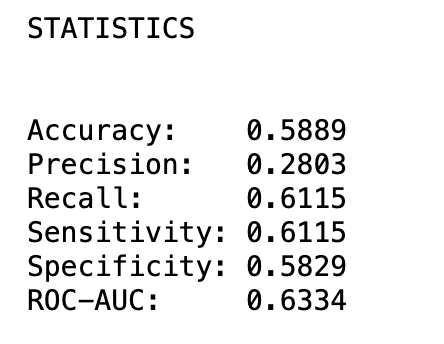 STATISTICS
Accuracy: 0.5889
Precision: 0.2803
Recall: 0.6115
Sensitivity: 0.6115
Specificity: 0.5829
ROC-AUC: 0.6334